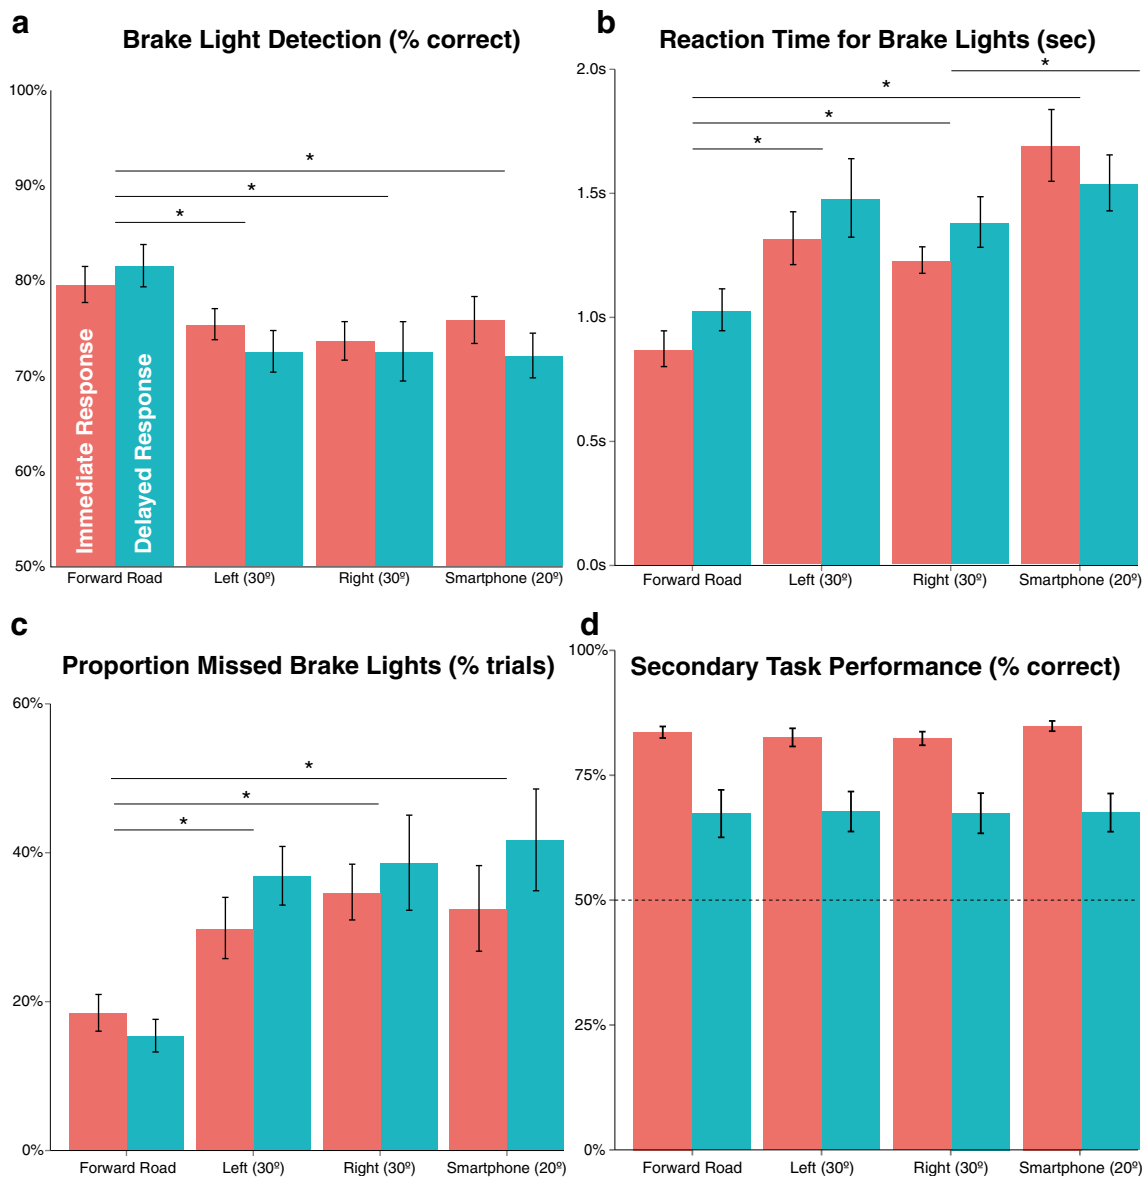 a
Brake Light Detection (% correct)
100%
90%
80%
70%
60%
50%
*
*
*
Immediate Response
Delayed Response
Forward Road
Left (30º)
Right (30º)
Smartphone (20º)
b
Reaction Time for Brake Lights (sec)
2.0s
1.5s
1.0s
0.5s
0.0s
*
*
*
*
Forward Road
Left (30º)
Right (30º)
Smartphone (20º)
c
Proportion Missed Brake Lights (% trials)
60%
40%
20%
0%
*
*
*
Forward Road
Left (30º)
Right (30º)
Smartphone (20º)
d
Secondary Task Performance (% correct)
100%
75%
50%
25%
0%
Forward Road
Left (30º)
Right (30º)
Smartphone (20º)